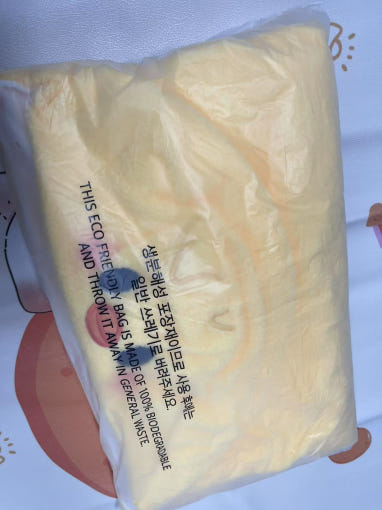 생분해성 포장재이므로 사용 후에는
일반 쓰레기로 버려주세요.
THIS ECO FRIENDLY BAG IS MADE OF 100% BIODEGRADABLE
AND THROW IT AWAY IN GENERAL WASTE.